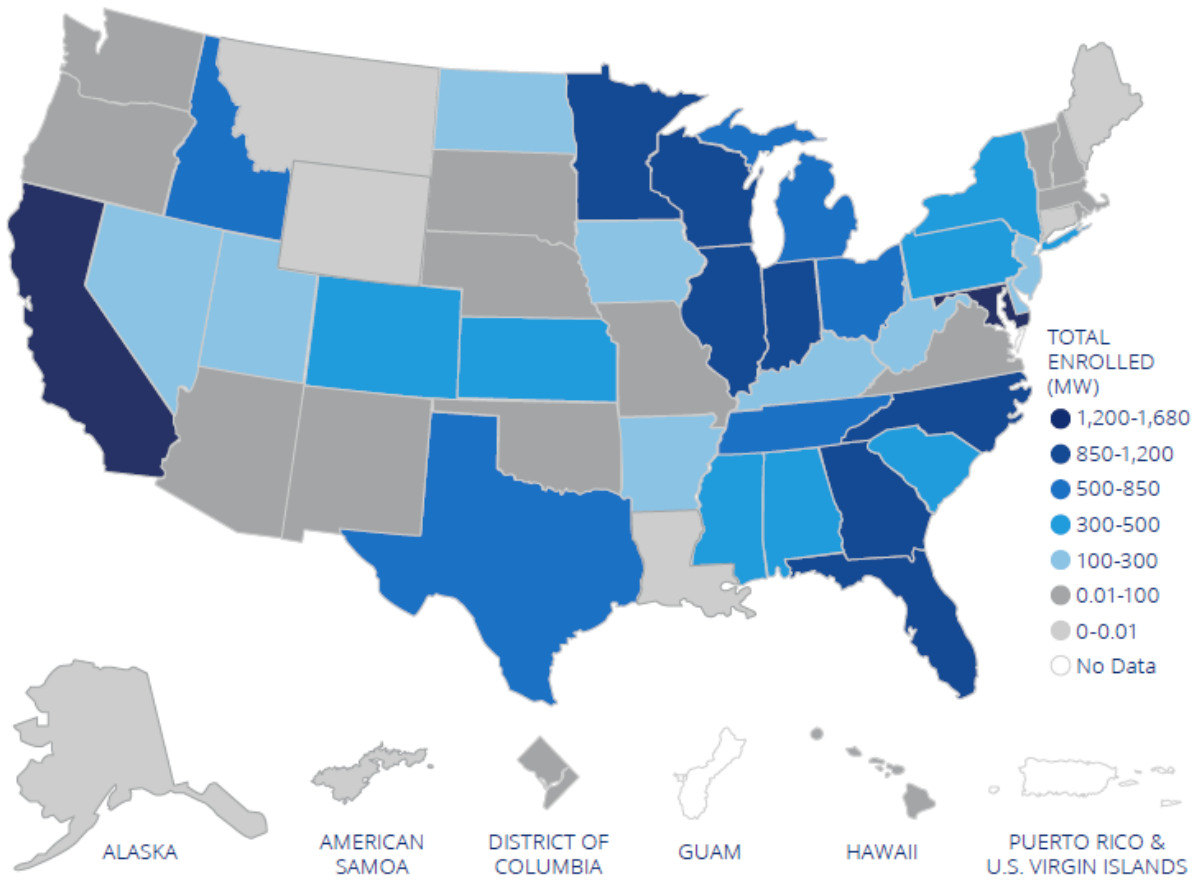 TOTAL
ENROLLED
(MW)
1,200-1,680
850-1,200
500-850
300-500
100-300
0.01-100
0-0.01
No Data
ALASKA
AMERICAN
SAMOA
DISTRICT OF
COLUMBIA
GUAM
HAWAII
PUERTO RICO &
U.S. VIRGIN ISLANDS